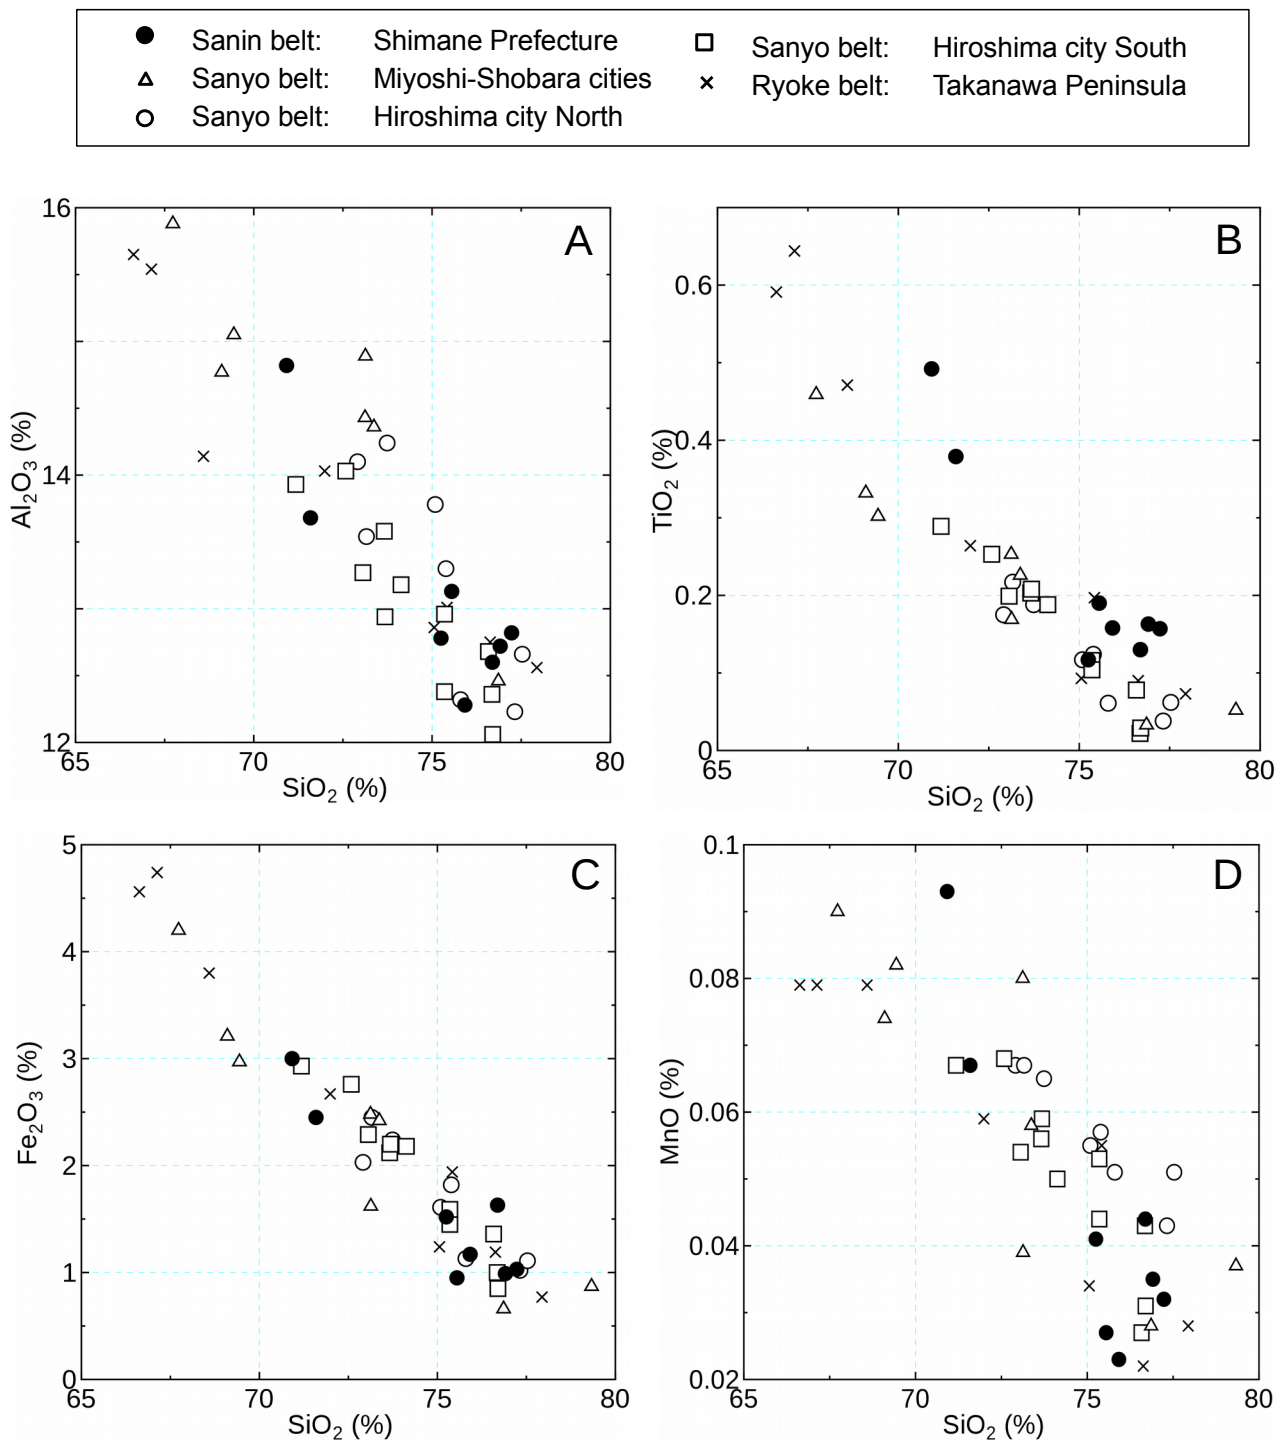 Sanin belt: Shimane Prefecture
Sanyo belt: Miyoshi-Shobara cities
Sanyo belt: Hiroshima city North
Sanyo belt: Hiroshima city South
Ryoke belt: Takanawa Peninsula
A
16
14
12
Al₂O₃ (%)
65 70 75 80
SiO₂ (%)
B
0.6
0.4
0.2
0
TiO₂ (%)
65 70 75 80
SiO₂ (%)
C
5
4
3
2
1
0
Fe₂O₃ (%)
65 70 75 80
SiO₂ (%)
D
0.1
0.08
0.06
0.04
0.02
MnO (%)
65 70 75 80
SiO₂ (%)